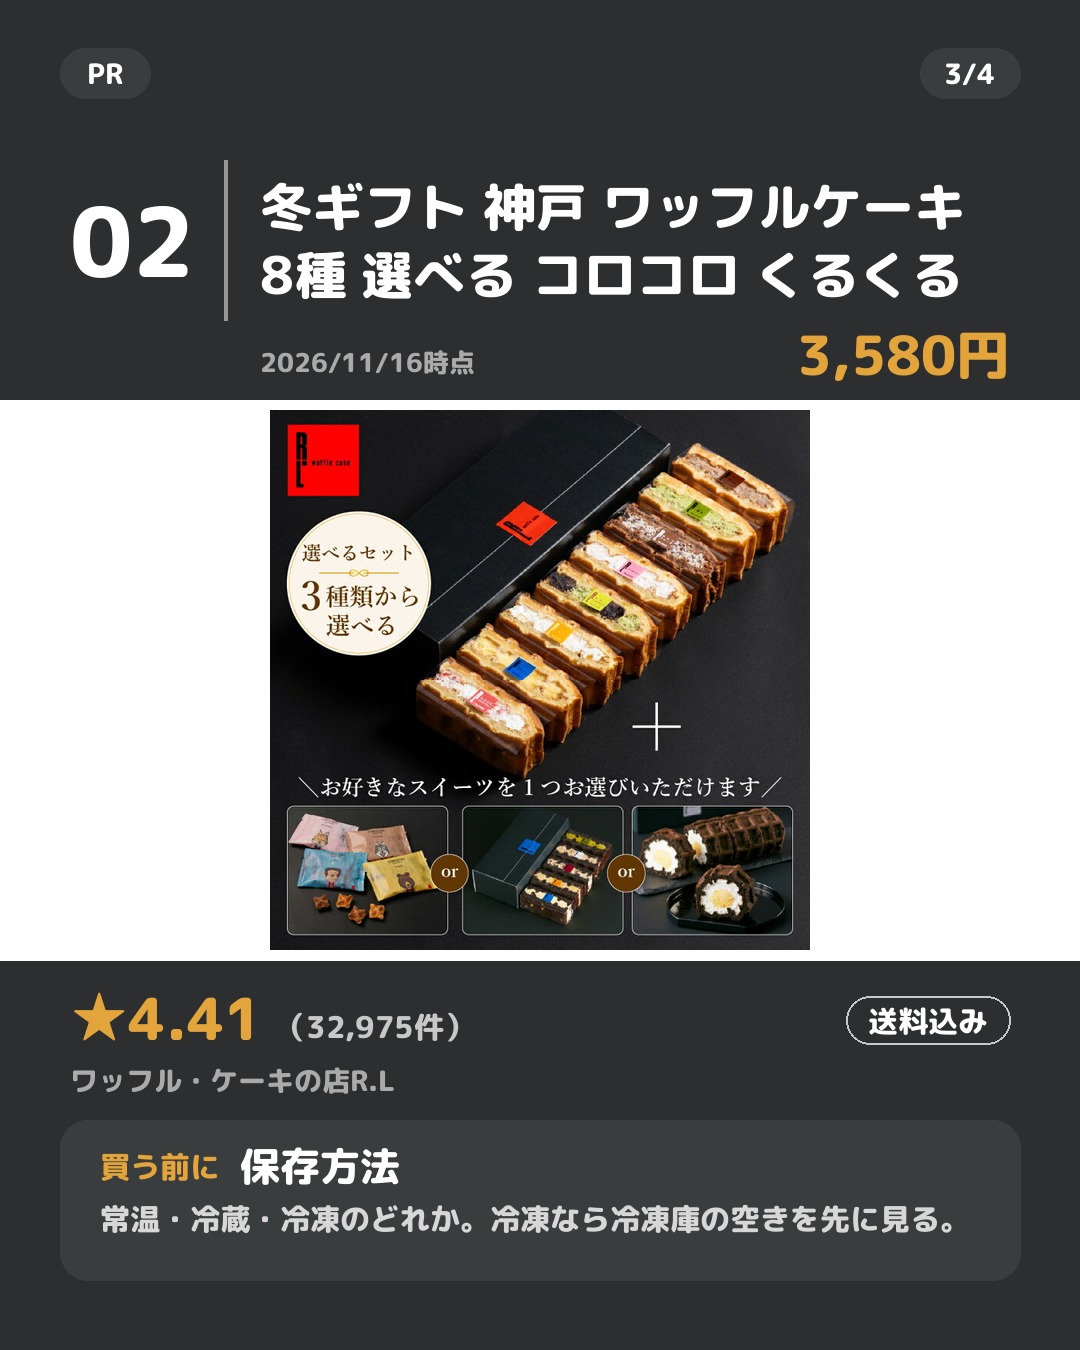 PR
3/4
02
冬ギフト 神戸 ワッフルケーキ
8種 選べる コロコロ くるくる
2026/11/16時点
3,580円
R.L
waffle cake
選べるセット
3種類から
選べる
＼お好きなスイーツを１つお選びいただけます／
or
or
★4.41 （32,975件）
送料込み
ワッフル・ケーキの店R.L
買う前に 保存方法
常温・冷蔵・冷凍のどれか。冷凍なら冷凍庫の空きを先に見る。